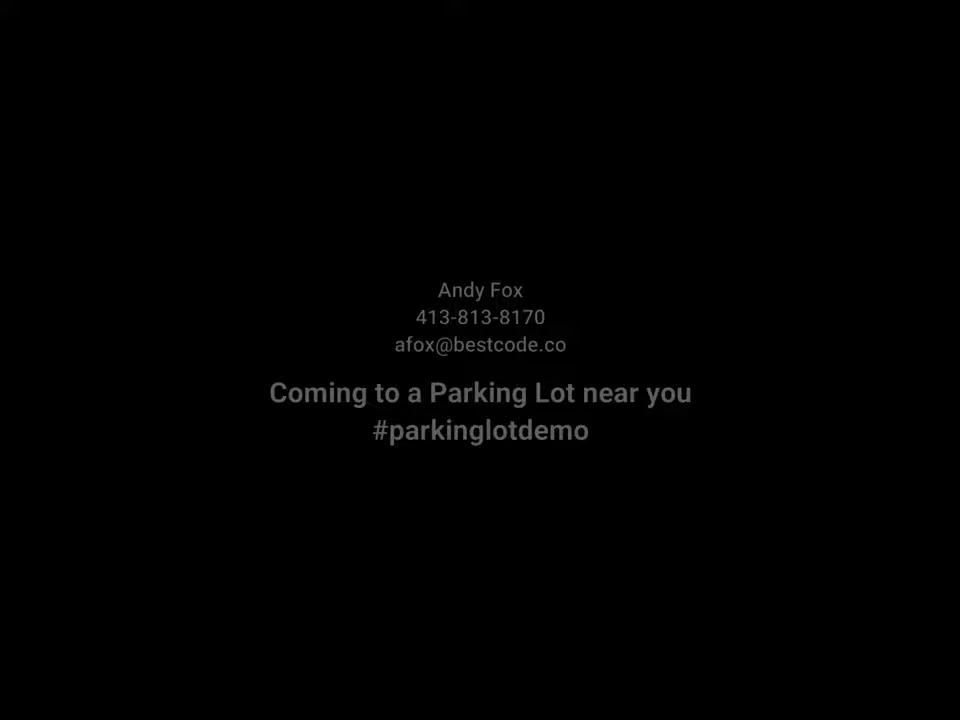 Andy Fox
413-813-8170
afox@bestcode.co
Coming to a Parking Lot near you
#parkinglotdemo